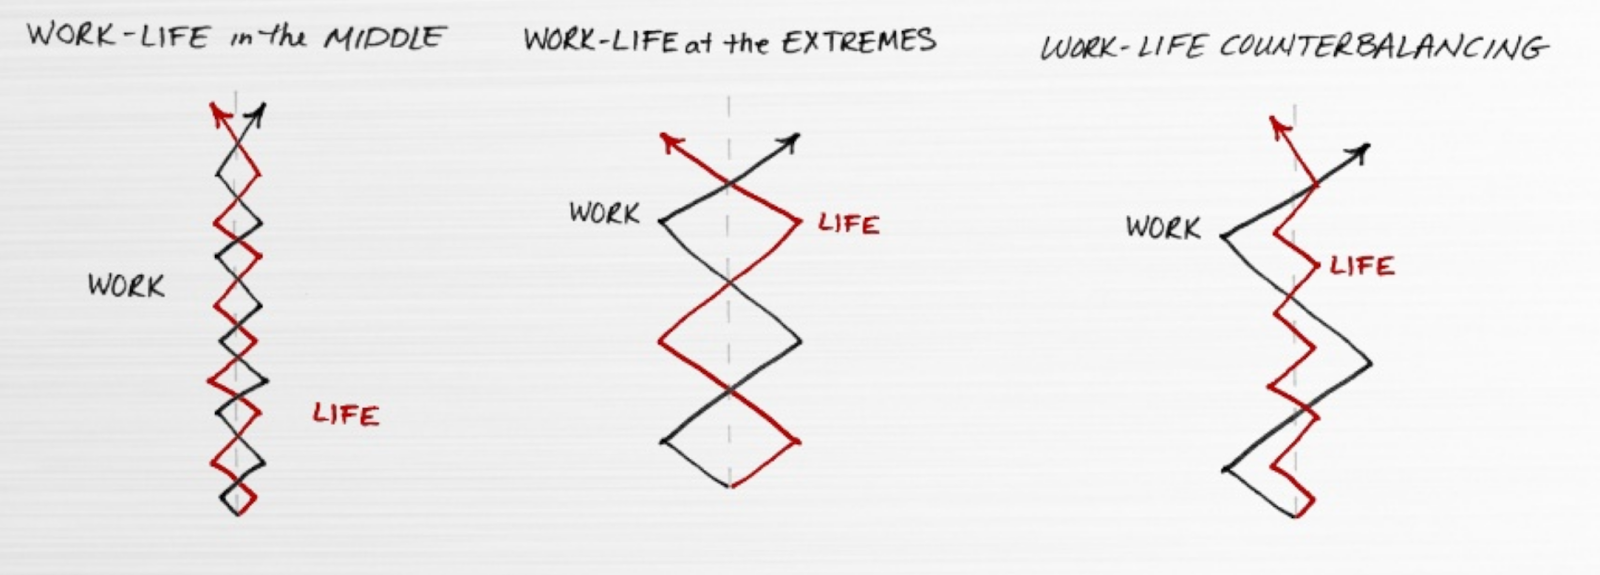 WORK-LIFE in the MIDDLE
WORK-LIFE at the EXTREMES
WORK-LIFE COUNTERBALANCING
WORK
LIFE
WORK
LIFE
WORK
LIFE